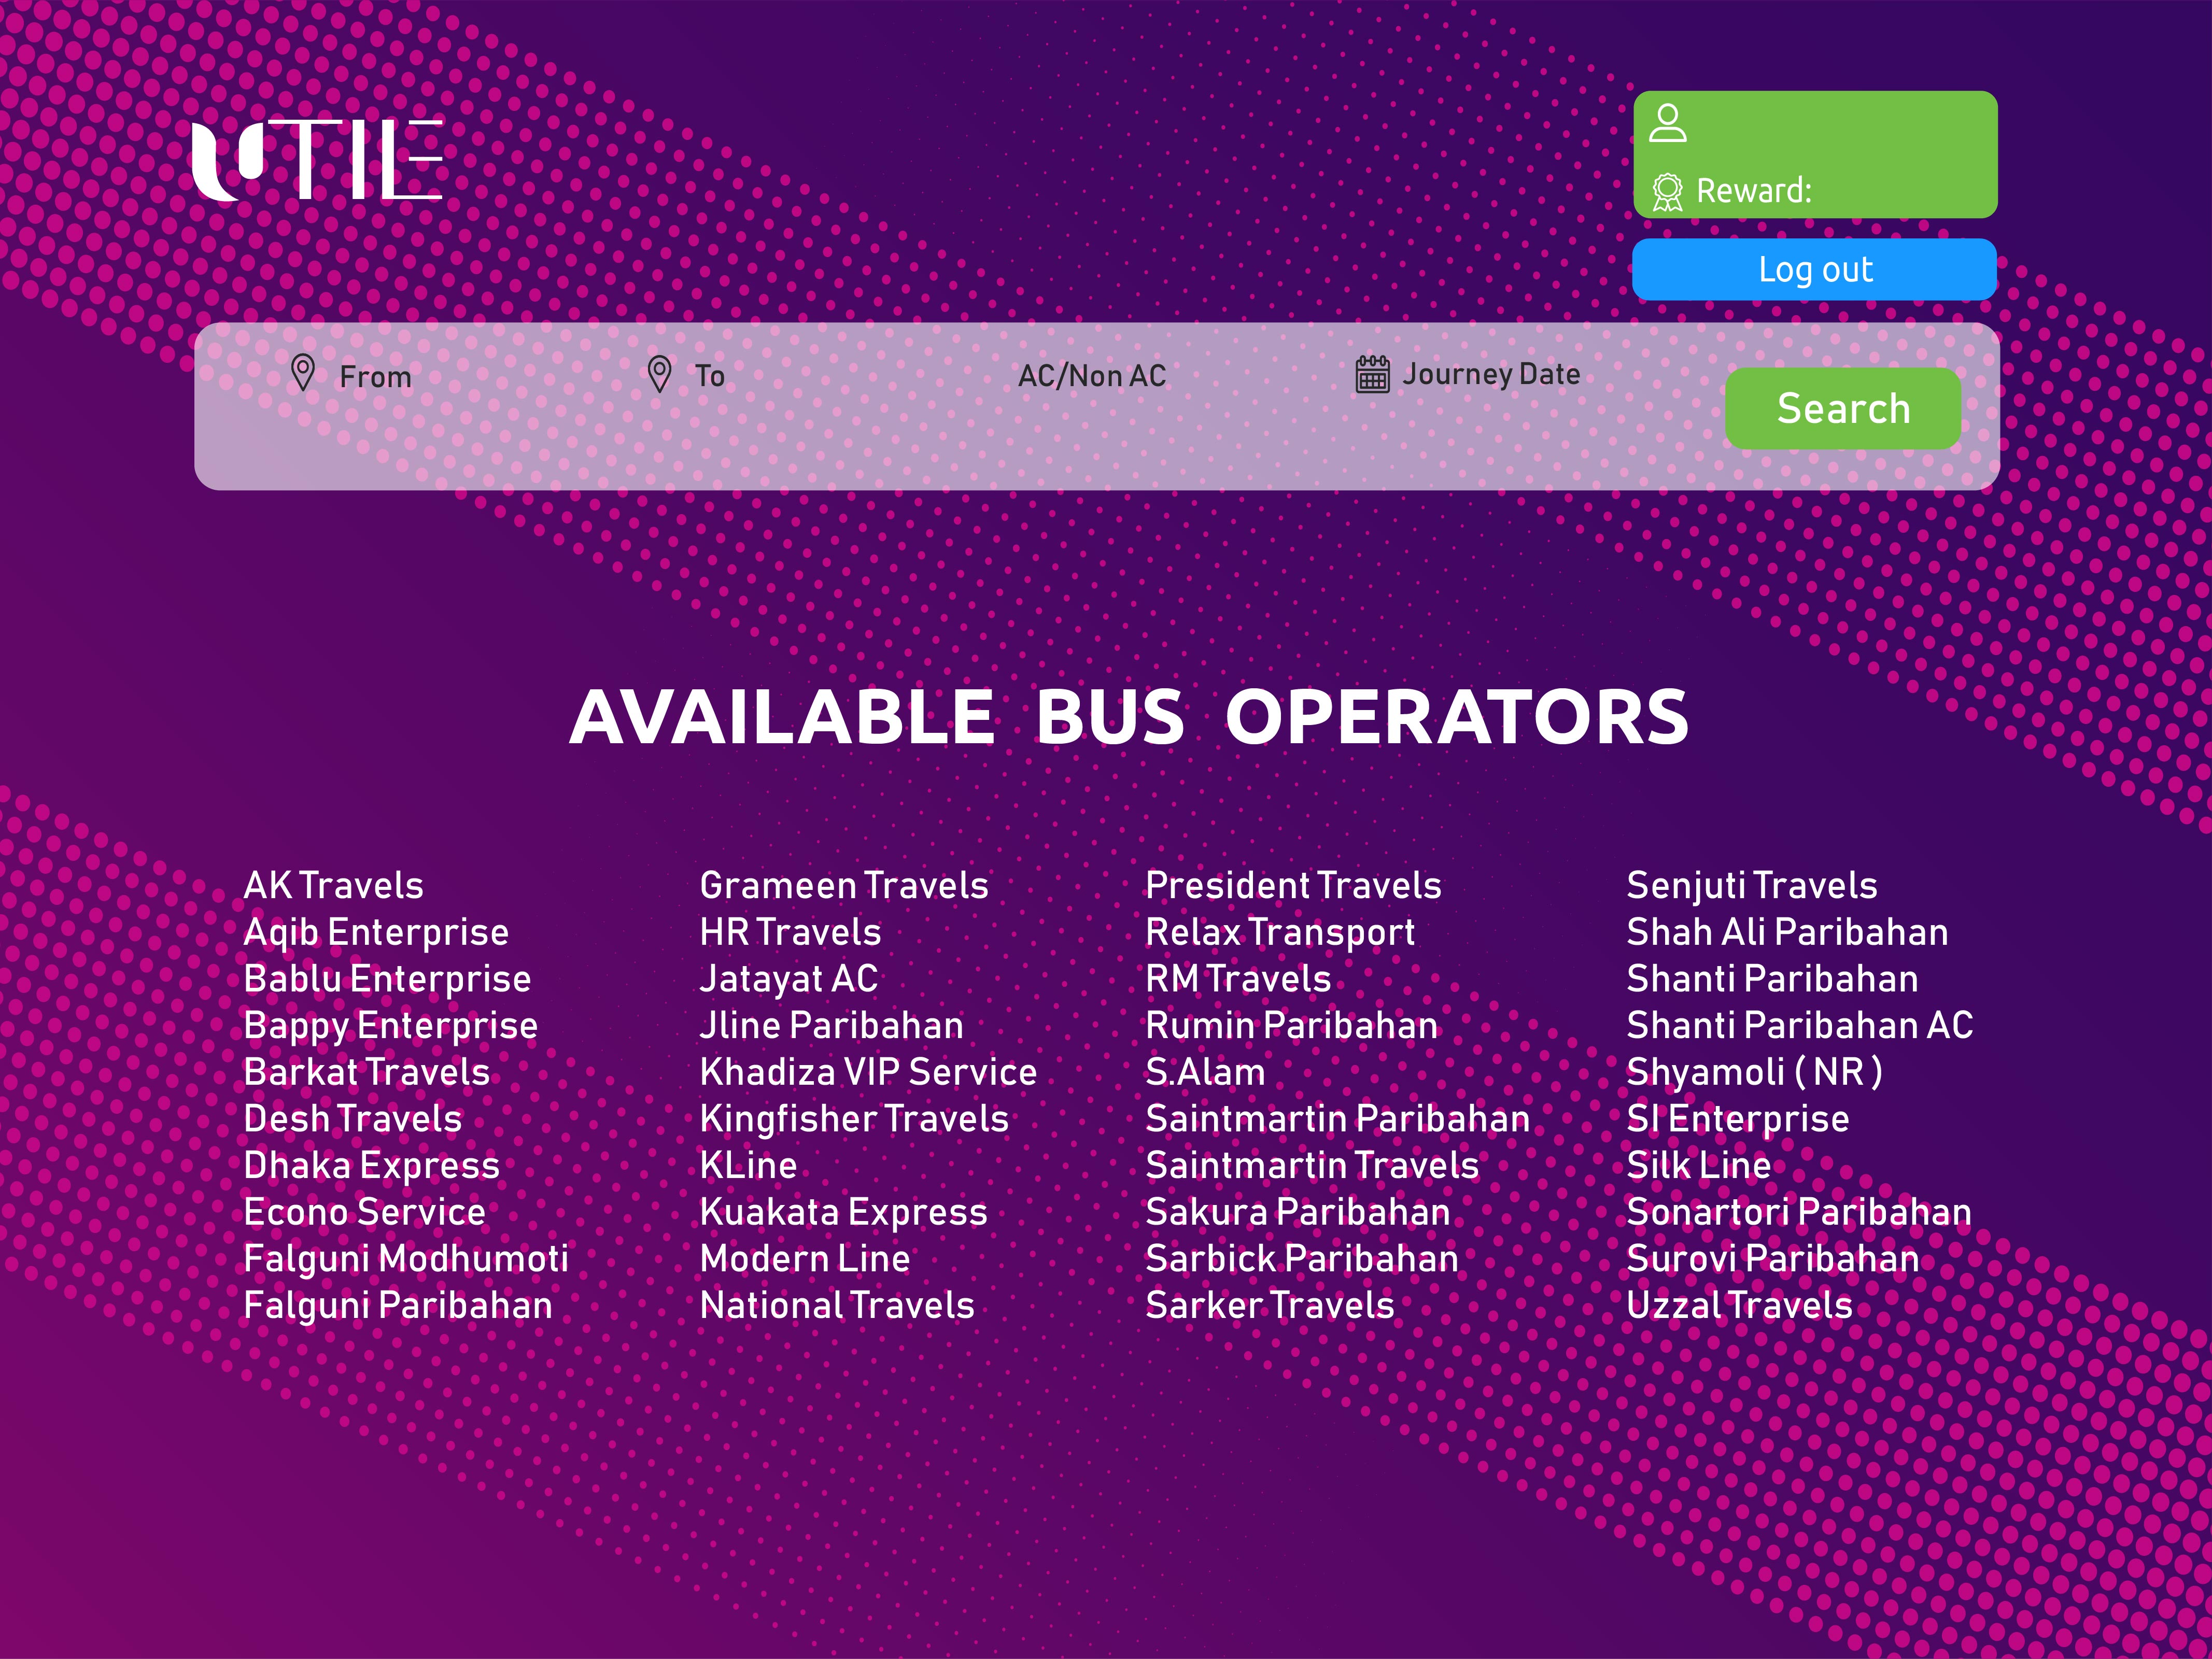 UTILE
Reward:
Log out
From
To
AC/Non AC
Journey Date
Search
AVAILABLE BUS OPERATORS
AK Travels
Aqib Enterprise
Bablu Enterprise
Bappy Enterprise
Barkat Travels
Desh Travels
Dhaka Express
Econo Service
Falguni Modhumoti
Falguni Paribahan
Grameen Travels
HR Travels
Jatayat AC
Jline Paribahan
Khadiza VIP Service
Kingfisher Travels
KLine
Kuakata Express
Modern Line
National Travels
President Travels
Relax Transport
RM Travels
Rumin Paribahan
S.Alam
Saintmartin Paribahan
Saintmartin Travels
Sakura Paribahan
Sarbick Paribahan
Sarker Travels
Senjuti Travels
Shah Ali Paribahan
Shanti Paribahan
Shanti Paribahan AC
Shyamoli ( NR )
SI Enterprise
Silk Line
Sonartori Paribahan
Surovi Paribahan
Uzzal Travels